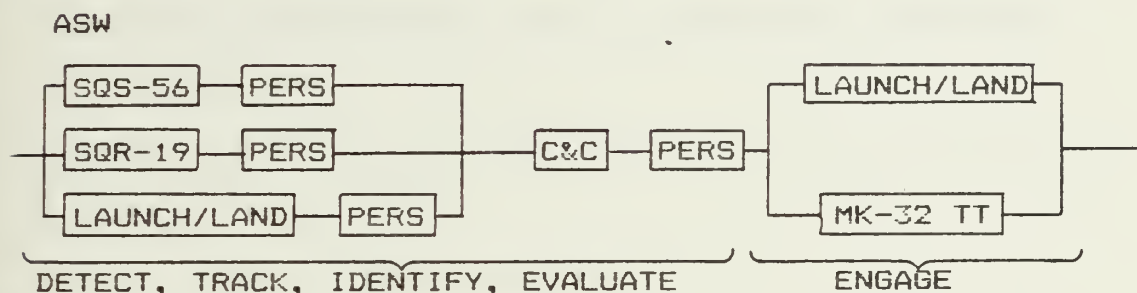 ASW
SQS-56 PERS LAUNCH/LAND
SQR-19 PERS C&C PERS
LAUNCH/LAND PERS MK-32 TT
DETECT, TRACK, IDENTIFY, EVALUATE ENGAGE